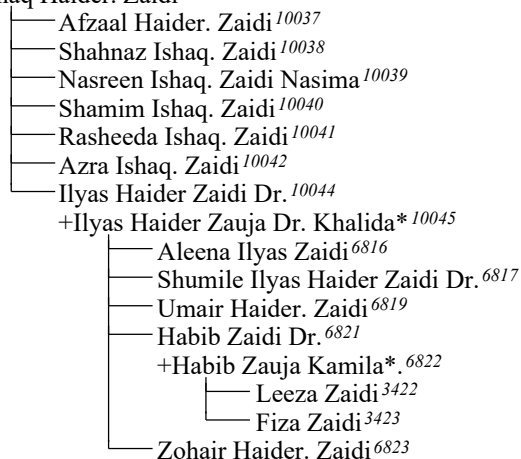 Haider. Zaidi
Afzaal Haider. Zaidi 10037
Shahnaz Ishaq. Zaidi 10038
Nasreen Ishaq. Zaidi Nasima 10039
Shamim Ishaq. Zaidi 10040
Rasheeda Ishaq. Zaidi 10041
Azra Ishaq. Zaidi 10042
Ilyas Haider Zaidi Dr. 10044
+Ilyas Haider Zauja Dr. Khalida* 10045
Aleena Ilyas Zaidi 6816
Shumile Ilyas Haider Zaidi Dr. 6817
Umair Haider. Zaidi 6819
Habib Zaidi Dr. 6821
+Habib Zauja Kamila*. 6822
Leeza Zaidi 3422
Fiza Zaidi 3423
Zohair Haider. Zaidi 6823